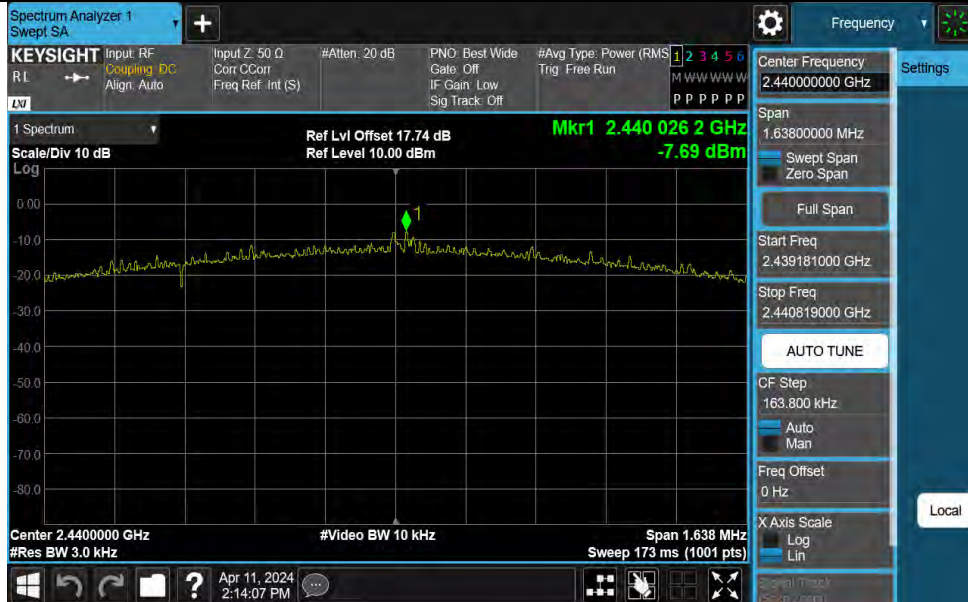 Spectrum Analyzer 1
Swept SA
Frequency
KEYSIGHT
RL
LXI
Input: RF
Coupling: DC
Align: Auto
Input Z: 50 Ω
Corr CCorr
Freq Ref: Int (S)
#Atten: 20 dB
PNO: Best Wide
Gate: Off
IF Gain: Low
Sig Track: Off
#Avg Type: Power (RMS
Trig: Free Run
1 2 3 4 5 6
M W W W W W
P P P P P P
1 Spectrum
Scale/Div 10 dB
Ref Lvl Offset 17.74 dB
Ref Level 10.00 dBm
Mkr1 2.440 026 2 GHz
-7.69 dBm
Log
0.00
-10.0
-20.0
-30.0
-40.0
-50.0
-60.0
-70.0
-80.0
1
Center 2.4400000 GHz
#Res BW 3.0 kHz
#Video BW 10 kHz
Span 1.638 MHz
Sweep 173 ms (1001 pts)
Apr 11, 2024
2:14:07 PM
Center Frequency
2.440000000 GHz
Span
1.63800000 MHz
Swept Span
Zero Span
Full Span
Start Freq
2.439181000 GHz
Stop Freq
2.440819000 GHz
AUTO TUNE
CF Step
163.800 kHz
Auto
Man
Freq Offset
0 Hz
X Axis Scale
Log
Lin
Signal Track
Settings
Local